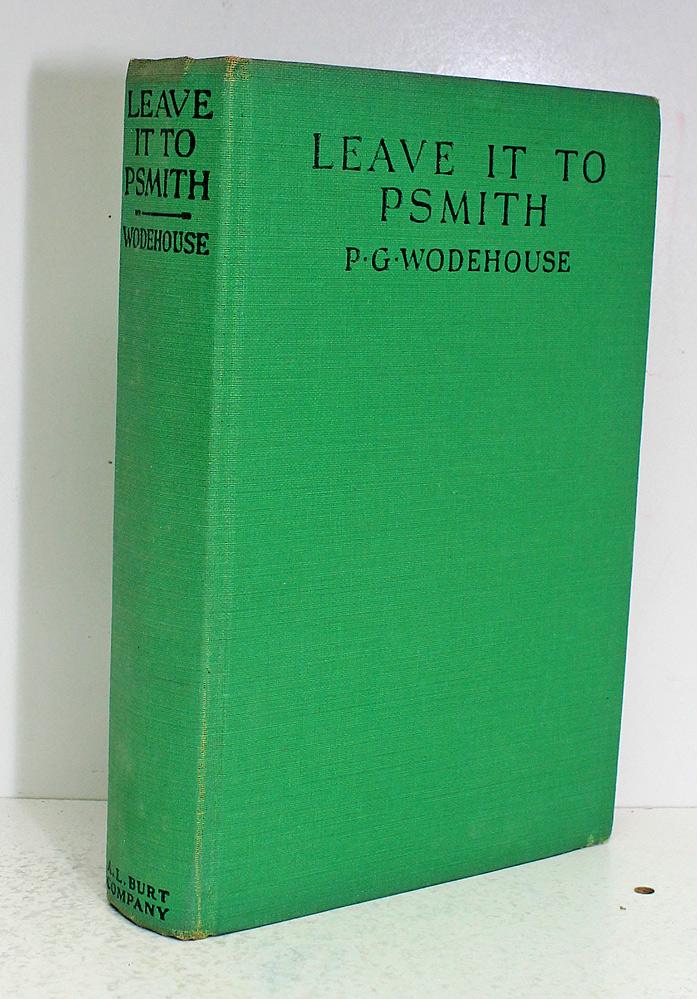 LEAVE
IT TO
PSMITH
WODEHOUSE
A.L. BURT
COMPANY
LEAVE IT TO
PSMITH
P·G·WODEHOUSE